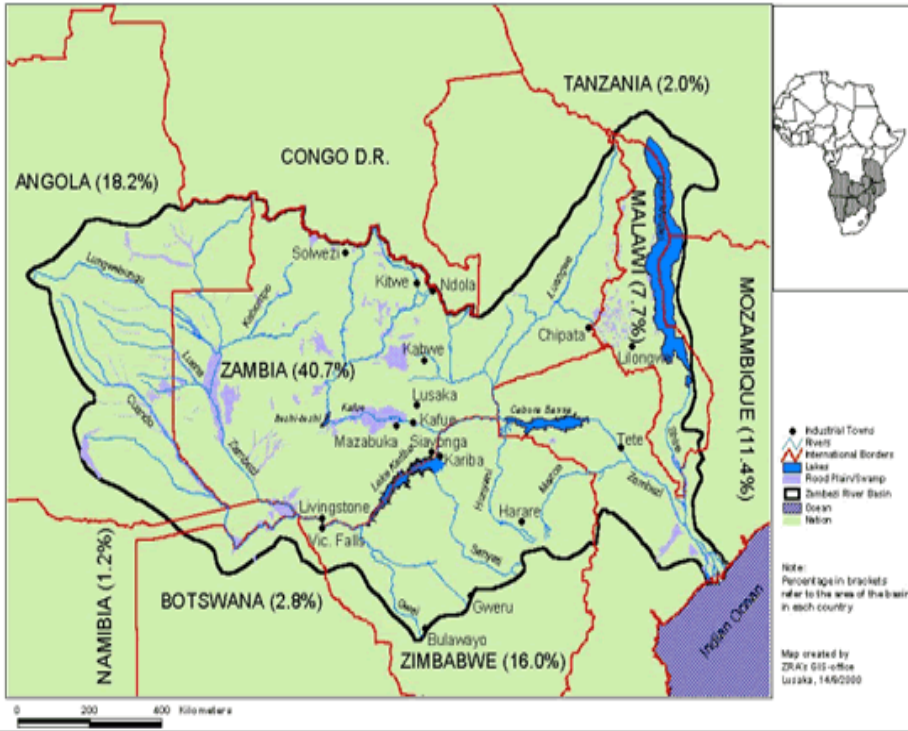 TANZANIA (2.0%)
CONGO D.R.
ANGOLA (18.2%)
MALAWI (7.7%)
MOZAMBIQUE (11.4%)
Solwezi
Kitwe
Ndola
Lungwebungu
Kabompo
Luangwa
Chipata
Lilongwe
Luena
ZAMBIA (40.7%)
Kabwe
Lusaka
Cuando
Zambezi
Itezhi-tezhi
Kafue
Kafue
Mazabuka
Siavonga
Kariba
Lake Kariba
Cabora Bassa
Tete
Shire
Zambezi
Hunyani
Mazoe
Harare
Livingstone
Vic. Falls
Sanyati
Gwai
Gweru
Bulawayo
NAMIBIA (1.2%)
BOTSWANA (2.8%)
ZIMBABWE (16.0%)
Indian Ocean
Industrial Towns
Rivers
International Borders
Lakes
Flood Plain/Swamp
Zambezi River Basin
Ocean
Nation
Note:
Percentage in brackets
refer to the area of the basin
in each country
Map created by
ZRA's GIS-office
Lusaka, 14/9/2000
0 200 400 Kilometers